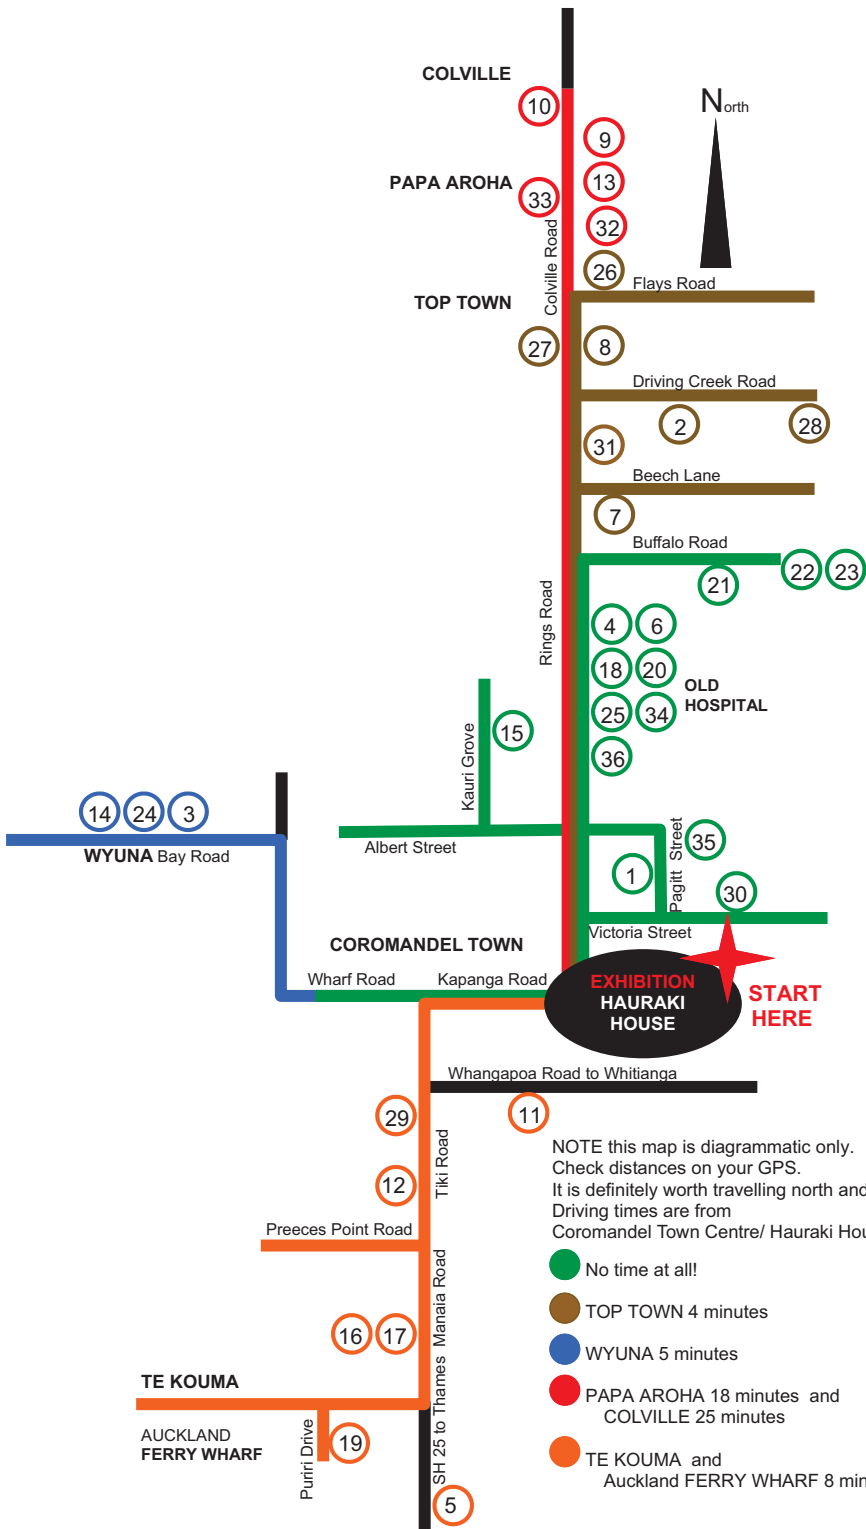 COLVILLE
10
North
9
PAPA AROHA
13
33
32
Colville Road
26
Flays Road
TOP TOWN
27
8
Driving Creek Road
2
28
31
Beech Lane
7
Buffalo Road
22
23
21
Rings Road
4
6
18
20
OLD
HOSPITAL
25
34
36
15
Kauri Grove
14
24
3
WYUNA Bay Road
Albert Street
Pagitt Street
35
1
30
Victoria Street
COROMANDEL TOWN
Wharf Road
Kapanga Road
EXHIBITION
HAURAKI
HOUSE
START
HERE
Whangapoa Road to Whitianga
29
11
Tiki Road
12
Preeces Point Road
NOTE this map is diagrammatic only.
Check distances on your GPS.
It is definitely worth travelling north and
Driving times are from
Coromandel Town Centre/ Hauraki Hou
No time at all!
TOP TOWN 4 minutes
WYUNA 5 minutes
PAPA AROHA 18 minutes and
COLVILLE 25 minutes
TE KOUMA and
Auckland FERRY WHARF 8 min
Manaia Road
16
17
TE KOUMA
AUCKLAND
FERRY WHARF
Puriri Drive
19
SH 25 to Thames
5